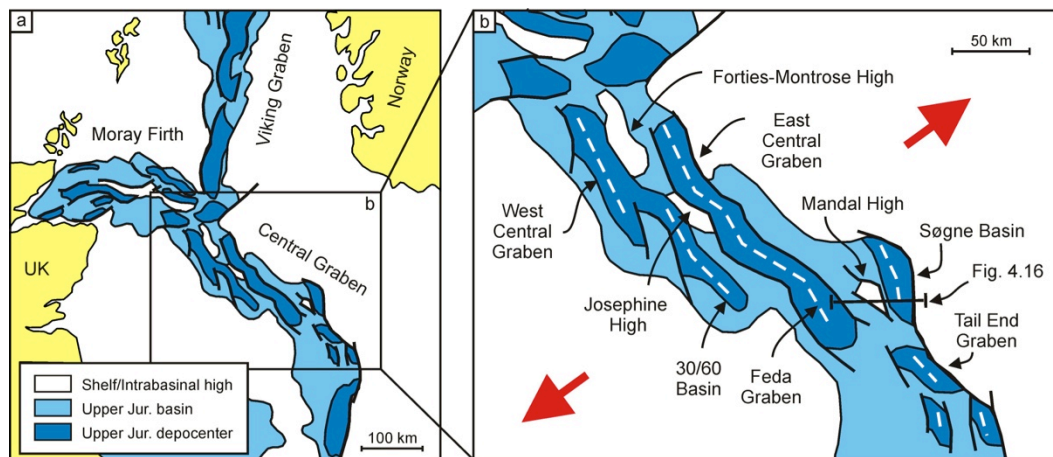 a
Viking Graben
Norway
Moray Firth
b
Central Graben
UK
Shelf/Intrabasinal high
Upper Jur. basin
Upper Jur. depocenter
100 km
b
50 km
Forties-Montrose High
East
Central
Graben
Mandal High
West
Central
Graben
Søgne Basin
Fig. 4.16
Josephine
High
Tail End
Graben
30/60
Basin
Feda
Graben